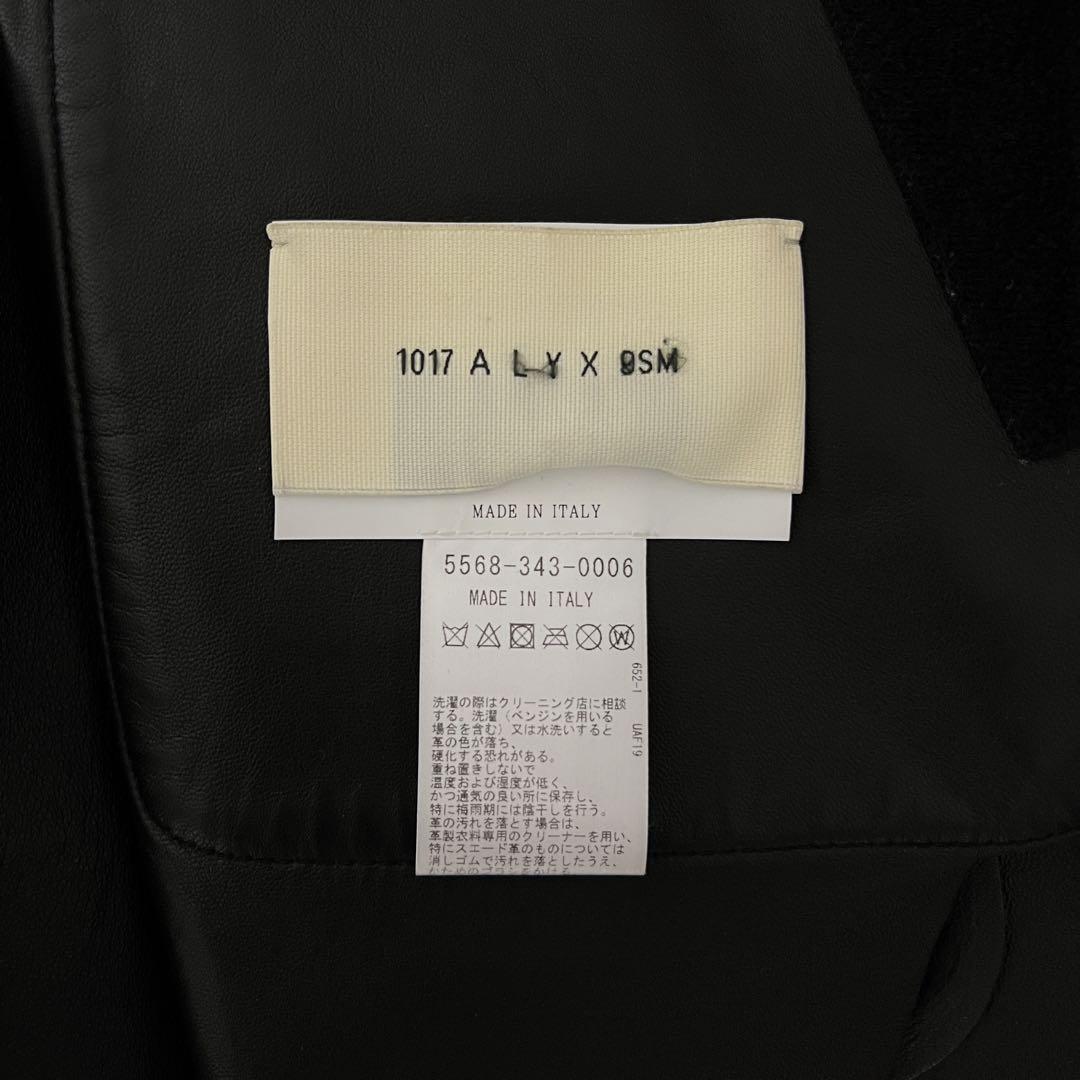 1017 A L Y X 9SM
MADE IN ITALY
5568-343-0006
MADE IN ITALY
652-1
UAF19
洗濯の際はクリーニング店に相談
する。洗濯（ベンジンを用いる
場合を含む）又は水洗いすると
革の色が落ち、
硬化する恐れがある。
重ね置きしないで
温度および湿度が低く、
かつ通気の良い所に保存し、
特に梅雨期には陰干しを行う。
革の汚れを落とす場合は、
革製衣料専用のクリーナーを用い、
特にスエード革のものについては
消しゴムで汚れを落としたうえ、